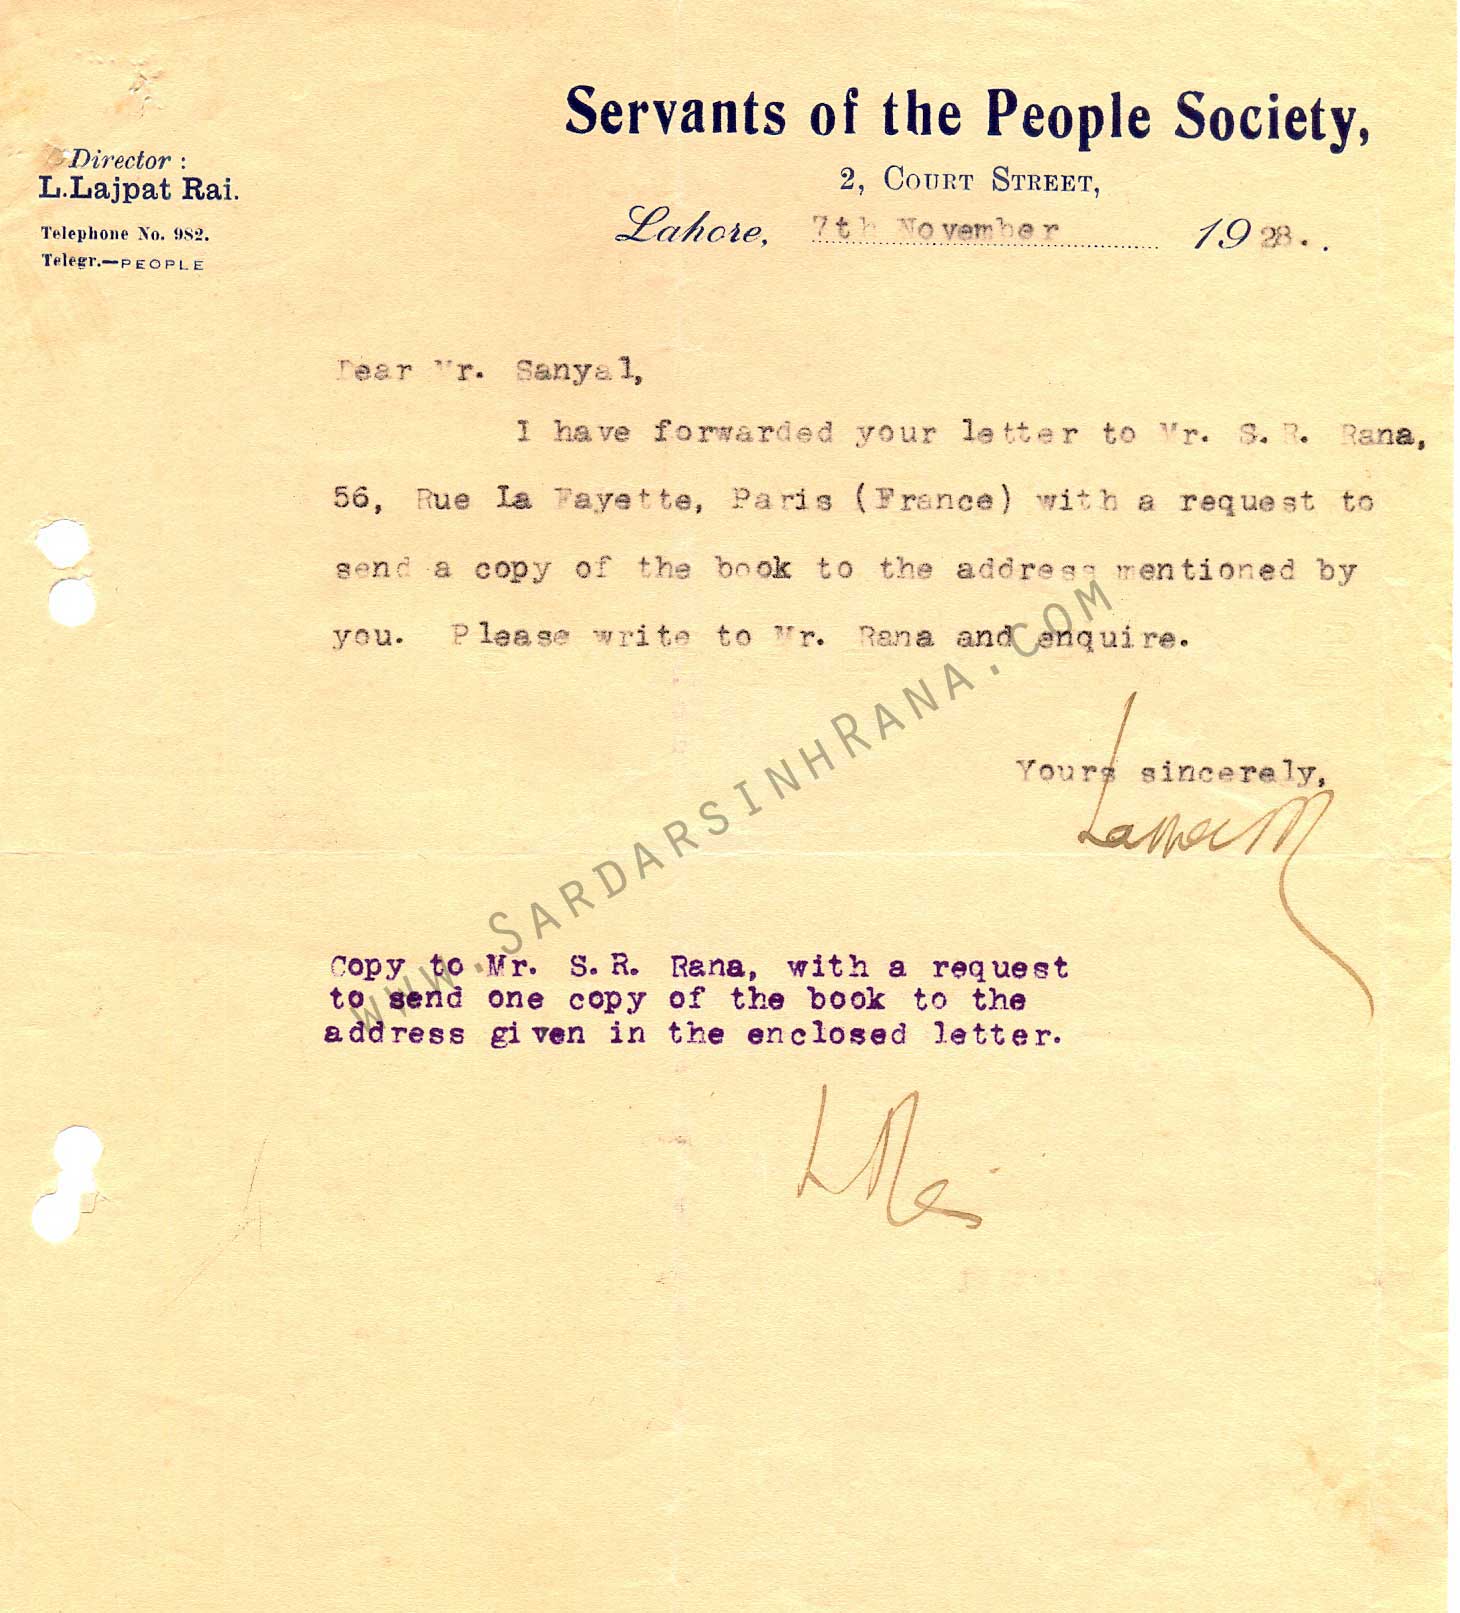 Servants of the People Society,
2, Court Street,
Director :
L.Lajpat Rai.
Telephone No. 982.
Telegr.—PEOPLE
Lahore, 7th November 1928..
Dear Mr. Sanyal,
I have forwarded your letter to Mr. S. R. Rana,
56, Rue La Fayette, Paris (France) with a request to
send a copy of the book to the address mentioned by
you. Please write to Mr. Rana and enquire.
Yours sincerely,
Copy to Mr. S.R. Rana, with a request
to send one copy of the book to the
address given in the enclosed letter.
L Rai
www.SardarsinhRana.com